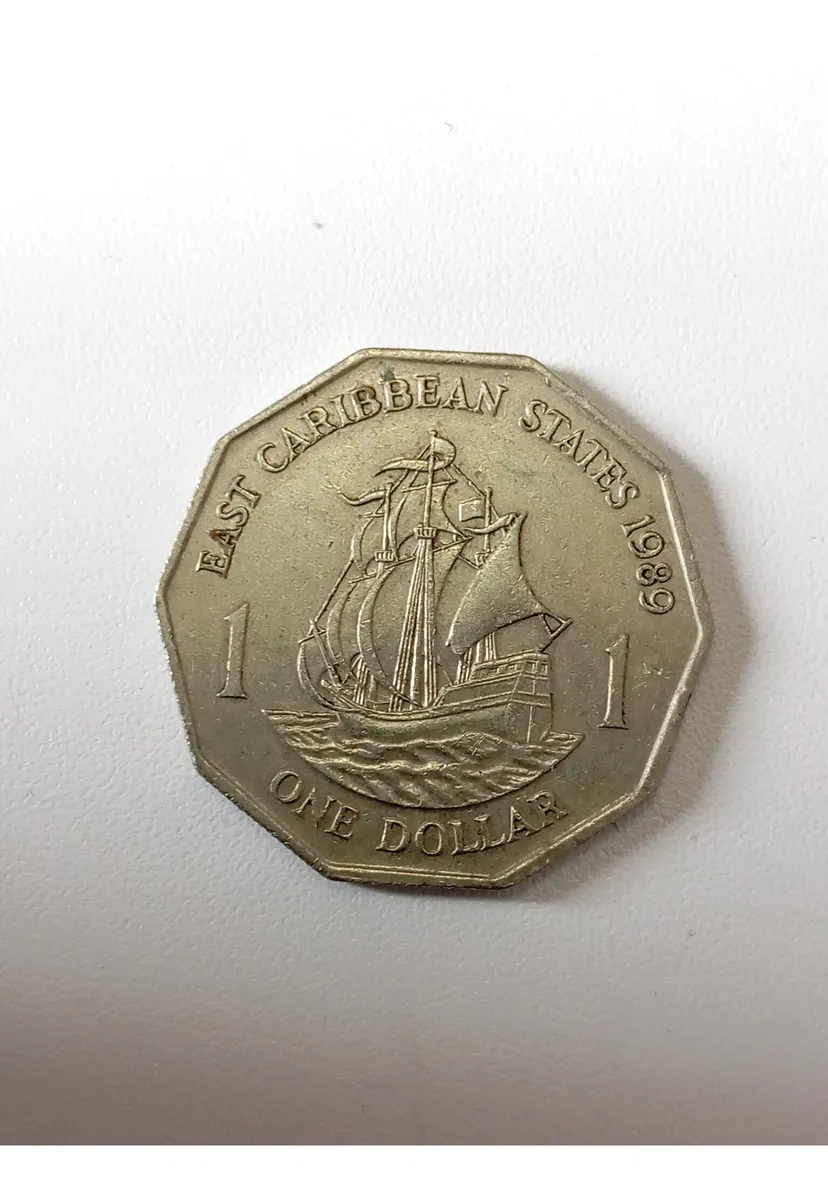 EAST CARIBBEAN STATES 1989
1 1
ONE DOLLAR